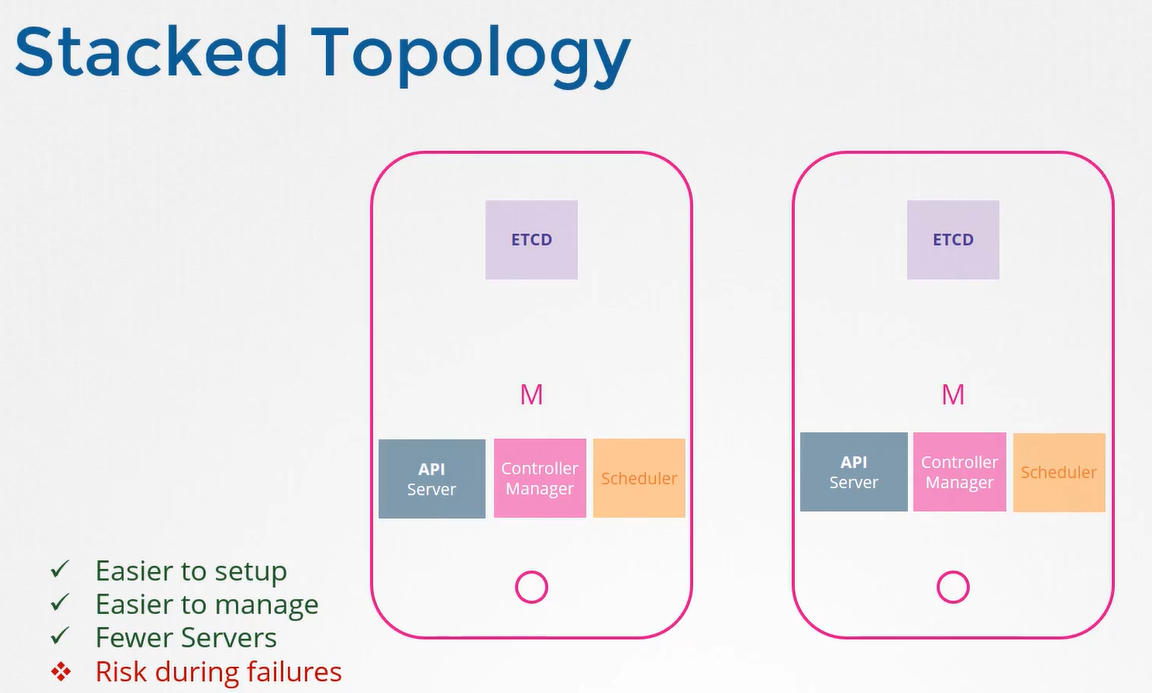 Stacked Topology
ETCD
M
API
Server
Controller
Manager
Scheduler
ETCD
M
API
Server
Controller
Manager
Scheduler
Easier to setup
Easier to manage
Fewer Servers
Risk during failures